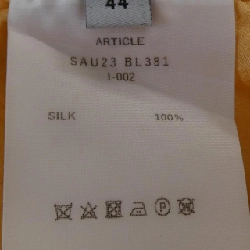 44
ARTICLE
SAU23 BL381
I-002
SILK 100%